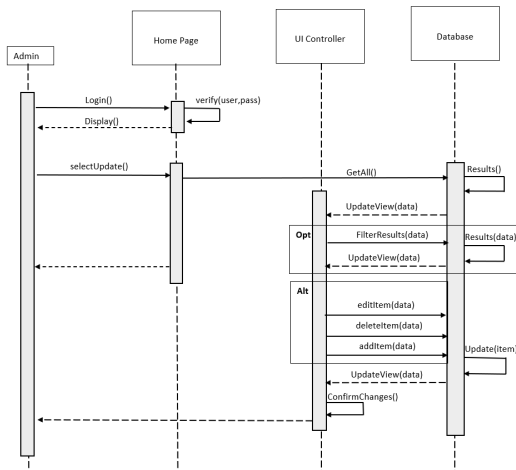 Admin
Home Page
UI Controller
Database
Login()
verify(user,pass)
Display()
selectUpdate()
GetAll()
Results()
UpdateView(data)
Opt
FilterResults(data)
Results(data)
UpdateView(data)
Alt
editItem(data)
deleteItem(data)
addItem(data)
Update(item)
UpdateView(data)
ConfirmChanges()